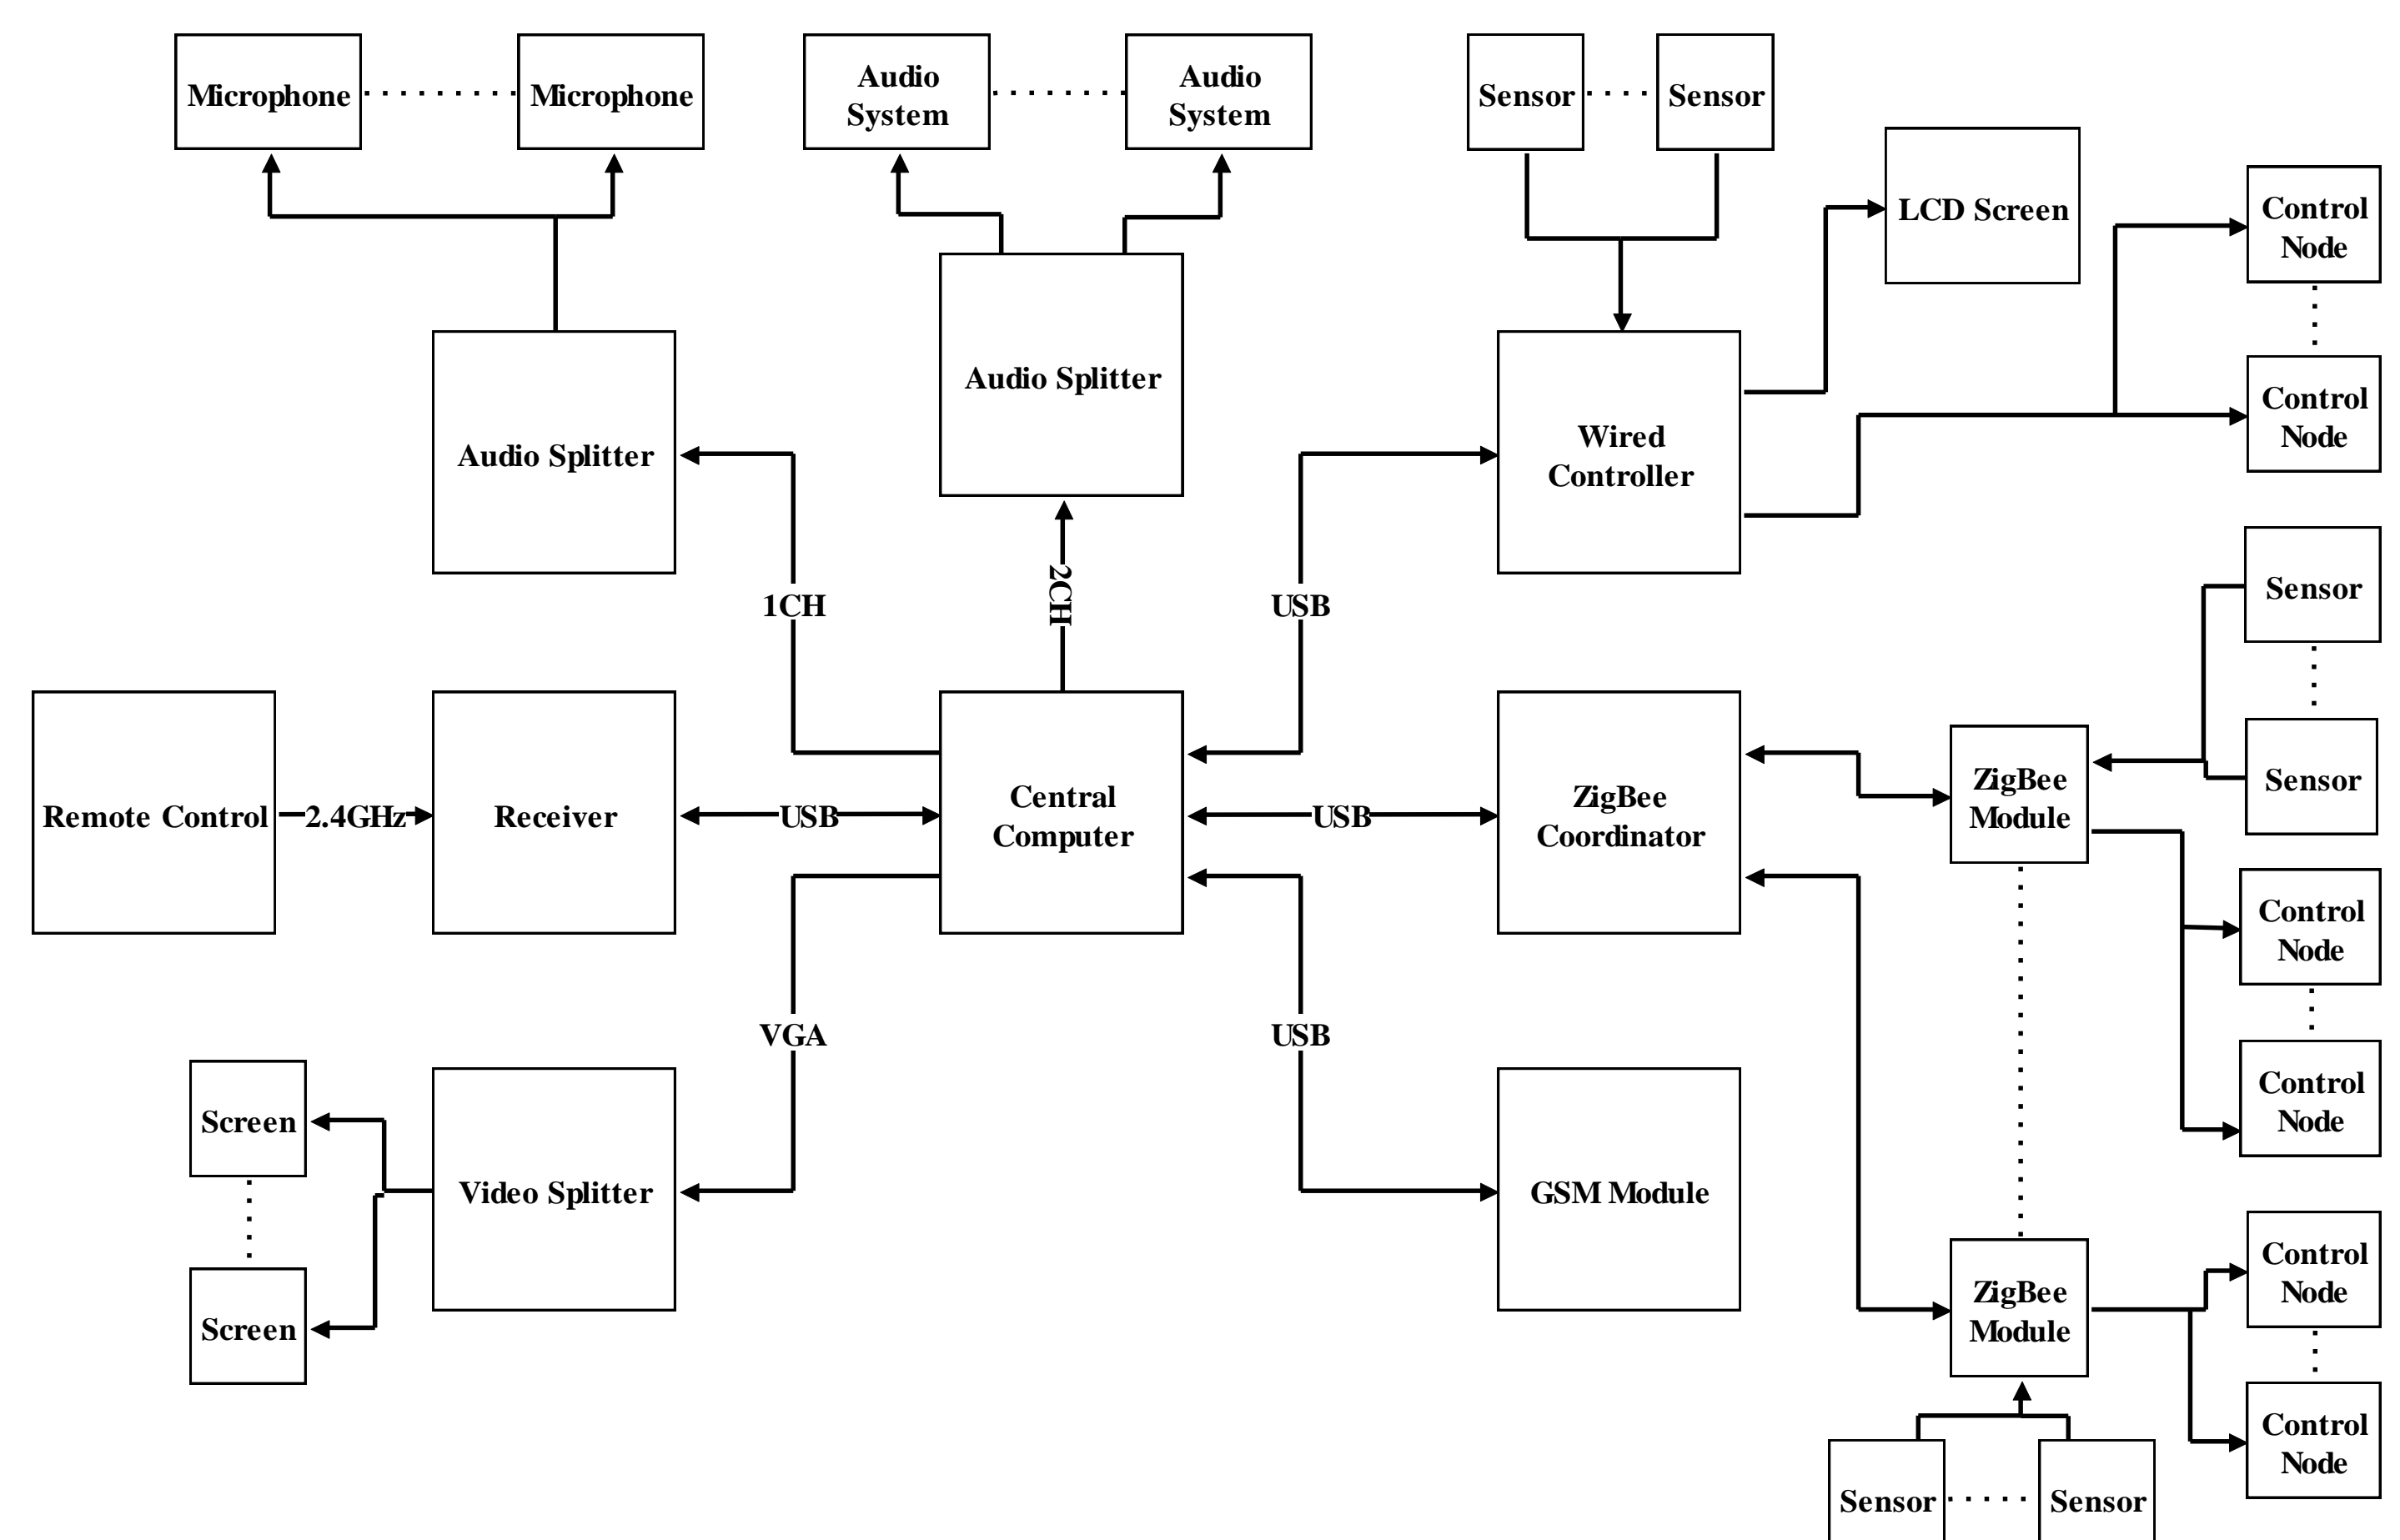 Microphone
Microphone
Audio
System
Audio
System
Sensor
Sensor
LCD Screen
Control
Node
Control
Node
Audio Splitter
Audio Splitter
Wired
Controller
1CH
2CH
USB
Sensor
Sensor
Remote Control
2.4GHz
Receiver
USB
Central
Computer
USB
ZigBee
Coordinator
ZigBee
Module
Control
Node
Control
Node
VGA
USB
Screen
Screen
Video Splitter
GSM Module
ZigBee
Module
Control
Node
Control
Node
Sensor
Sensor